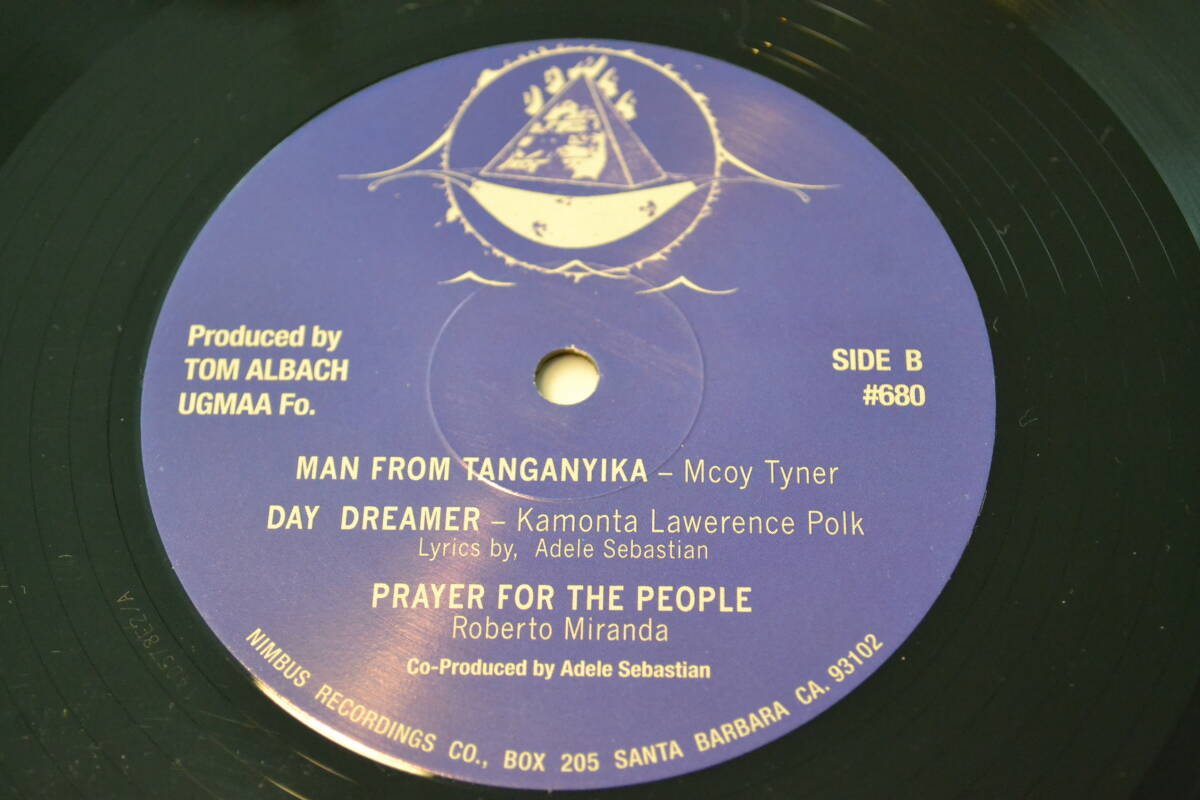 Produced by
TOM ALBACH
UGMAA Fo.
SIDE B
#680
MAN FROM TANGANYIKA – Mcoy Tyner
DAY DREAMER – Kamonta Lawerence Polk
Lyrics by, Adele Sebastian
PRAYER FOR THE PEOPLE
Roberto Miranda
Co-Produced by Adele Sebastian
NIMBUS RECORDINGS CO., BOX 205 SANTA BARBARA CA. 93102